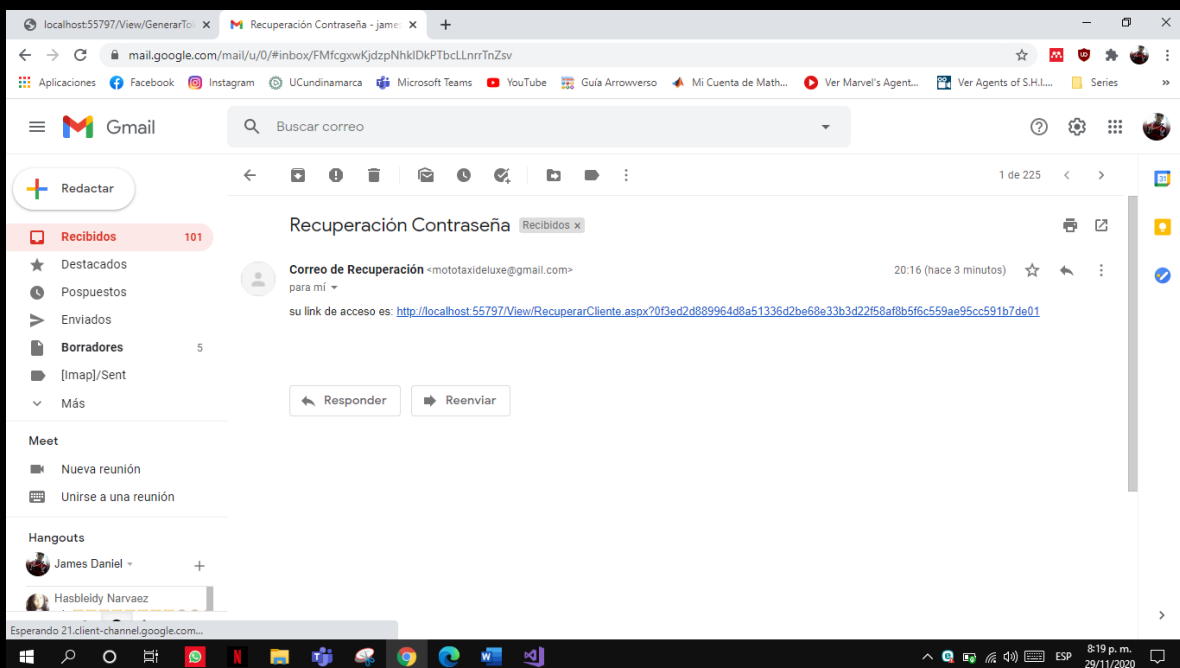 localhost:55797/View/GenerarTo
Recuperación Contraseña - jame
mail.google.com/mail/u/0/#inbox/FMfcgxwKjdzpNhkIDkPTbcLLnrrTnZsv
Aplicaciones Facebook Instagram UCundinamarca Microsoft Teams YouTube Guía Arrowverso Mi Cuenta de Math... Ver Marvel's Agent... Ver Agents of S.H.I.... Series »
Gmail
Buscar correo
Redactar
1 de 225
Recibidos 101
Destacados
Pospuestos
Enviados
Borradores 5
[Imap]/Sent
Más
Meet
Nueva reunión
Unirse a una reunión
Hangouts
James Daniel
Hasbleidy Narvaez
Recuperación Contraseña Recibidos x
Correo de Recuperación <mototaxideluxe@gmail.com> 20:16 (hace 3 minutos)
para mí
su link de acceso es: http://localhost:55797/View/RecuperarCliente.aspx?0f3ed2d889964d8a51336d2be68e33b3d22f58af8b5f6c559ae95cc591b7de01
Responder
Reenviar
Esperando 21.client-channel.google.com...
ESP
8:19 p. m.
29/11/2020